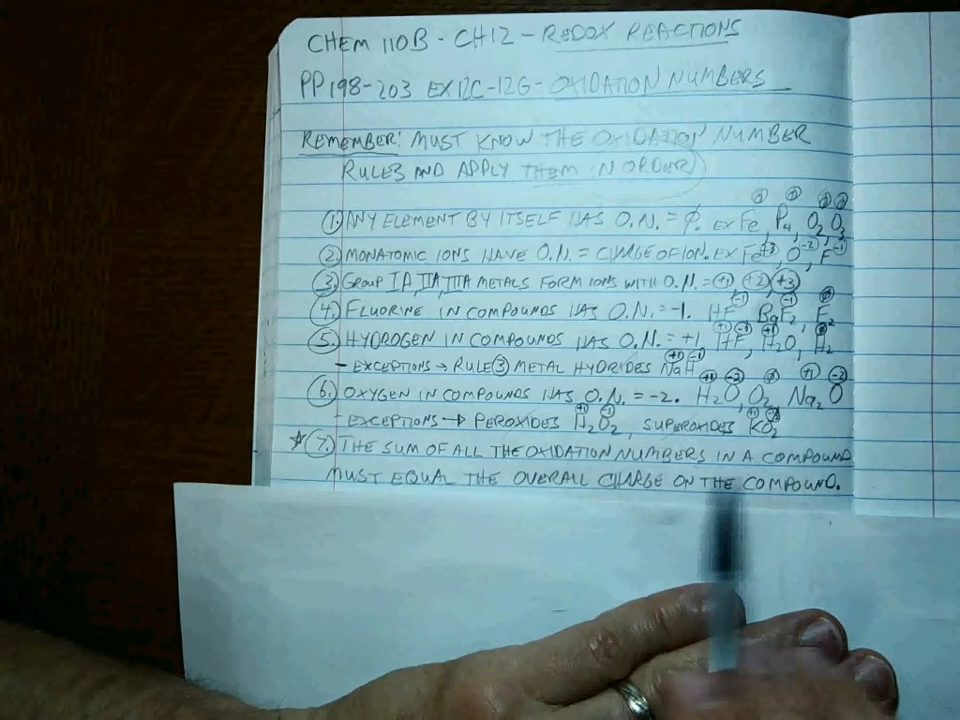 CHEM 110B - CH12 - REDOX REACTIONS
PP198-203 EX12C-12G - OXIDATION NUMBERS
REMEMBER: MUST KNOW THE OXIDATION NUMBER
RULES AND APPLY THEM IN ORDER
① ANY ELEMENT BY ITSELF HAS O.N. = ∅. EX Fe, P4, O2, O3
② MONATOMIC IONS HAVE O.N. = CHARGE OF ION. EX Fe+3, O-2, F-1
③ GROUP IA, IIA, IIIA METALS FORM IONS WITH O.N. = +1 +2 +3
④ FLUORINE IN COMPOUNDS HAS O.N. = -1. HF, BaF2, F2
⑤ HYDROGEN IN COMPOUNDS HAS O.N. = +1 HF, H2O, H2
- EXCEPTIONS → RULE ③ METAL HYDRIDES NaH
⑥ OXYGEN IN COMPOUNDS HAS O.N. = -2. H2O, O2 Na2O
- EXCEPTIONS → PEROXIDES H2O2, SUPEROXIDES KO2
* ⑦ THE SUM OF ALL THE OXIDATION NUMBERS IN A COMPOUND
MUST EQUAL THE OVERALL CHARGE ON THE COMPOUND.